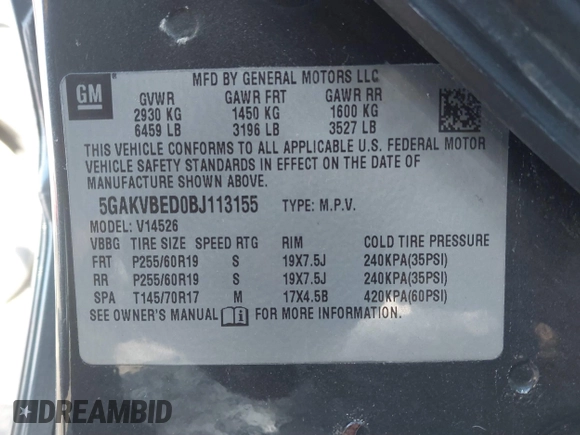 GM
MFD BY GENERAL MOTORS LLC
GVWR GAWR FRT GAWR RR
2930 KG 1450 KG 1600 KG
6459 LB 3196 LB 3527 LB
THIS VEHICLE CONFORMS TO ALL APPLICABLE U.S. FEDERAL MOTOR
VEHICLE SAFETY STANDARDS IN EFFECT ON THE DATE OF
MANUFACTURE SHOWN ABOVE.
5GAKVBED0BJ113155 TYPE: M.P.V.
MODEL: V14526
VBBG TIRE SIZE SPEED RTG RIM COLD TIRE PRESSURE
FRT P255/60R19 S 19X7.5J 240KPA(35PSI)
RR P255/60R19 S 19X7.5J 240KPA(35PSI)
SPA T145/70R17 M 17X4.5B 420KPA(60PSI)
SEE OWNER'S MANUAL FOR MORE INFORMATION.
DREAMBID